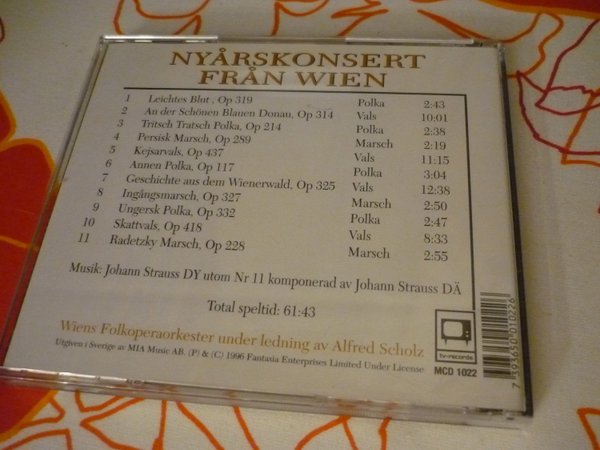 NYÅRSKONSERT
FRÅN WIEN
1 Leichtes Blut , Op 319 Polka 2:43
2 An der Schönen Blauen Donau, Op 314 Vals 10:01
3 Tritsch Tratsch Polka, Op 214 Polka 2:38
4 Persisk Marsch, Op 289 Marsch 2:19
5 Kejsarvals, Op 437 Vals 11:15
6 Annen Polka, Op 117 Polka 3:04
7 Geschichte aus dem Wienerwald, Op 325 Vals 12:38
8 Ingångsmarsch, Op 327 Marsch 2:50
9 Ungersk Polka, Op 332 Polka 2:47
10 Skattvals, Op 418 Vals 8:33
11 Radetzky Marsch, Op 228 Marsch 2:55
Musik: Johann Strauss DY utom Nr 11 komponerad av Johann Strauss DÄ
Total speltid: 61:43
Wiens Folkoperaorkester under ledning av Alfred Scholz
Utgiven i Sverige av MIA Music AB. (P) & (C) 1996 Fantasia Enterprises Limited Under License
tv-records
MCD 1022
7 393650 010226